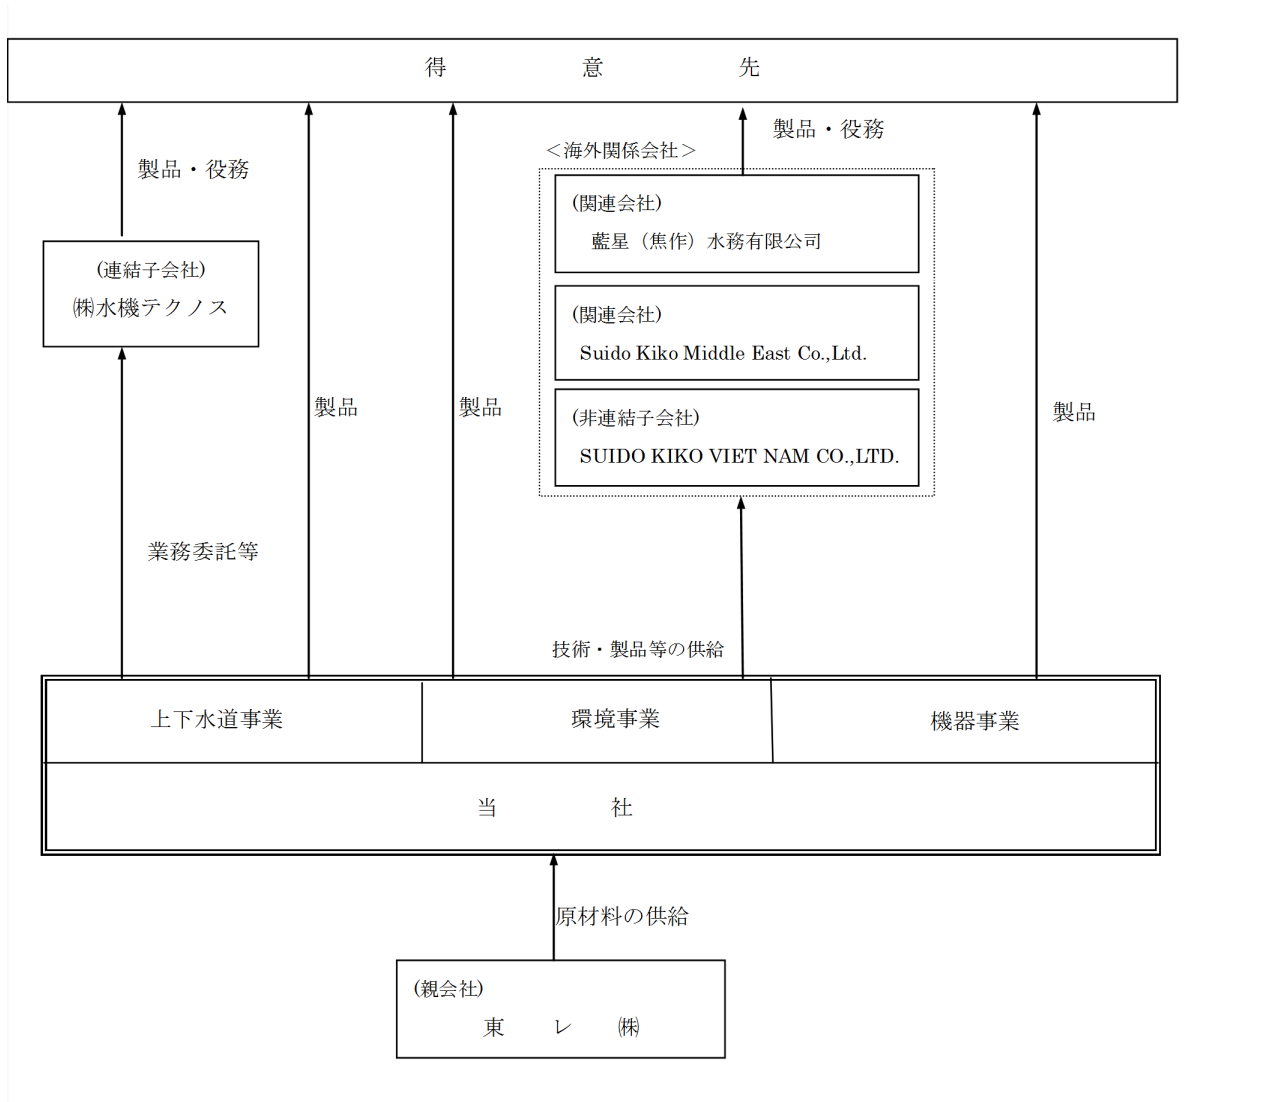 得 意 先
製品・役務
＜海外関係会社＞
製品・役務
(関連会社)
藍星（焦作）水務有限公司
(連結子会社)
㈱水機テクノス
(関連会社)
Suido Kiko Middle East Co.,Ltd.
製品
製品
製品
(非連結子会社)
SUIDO KIKO VIET NAM CO.,LTD.
業務委託等
技術・製品等の供給
上下水道事業
環境事業
機器事業
当 社
原材料の供給
(親会社)
東 レ ㈱